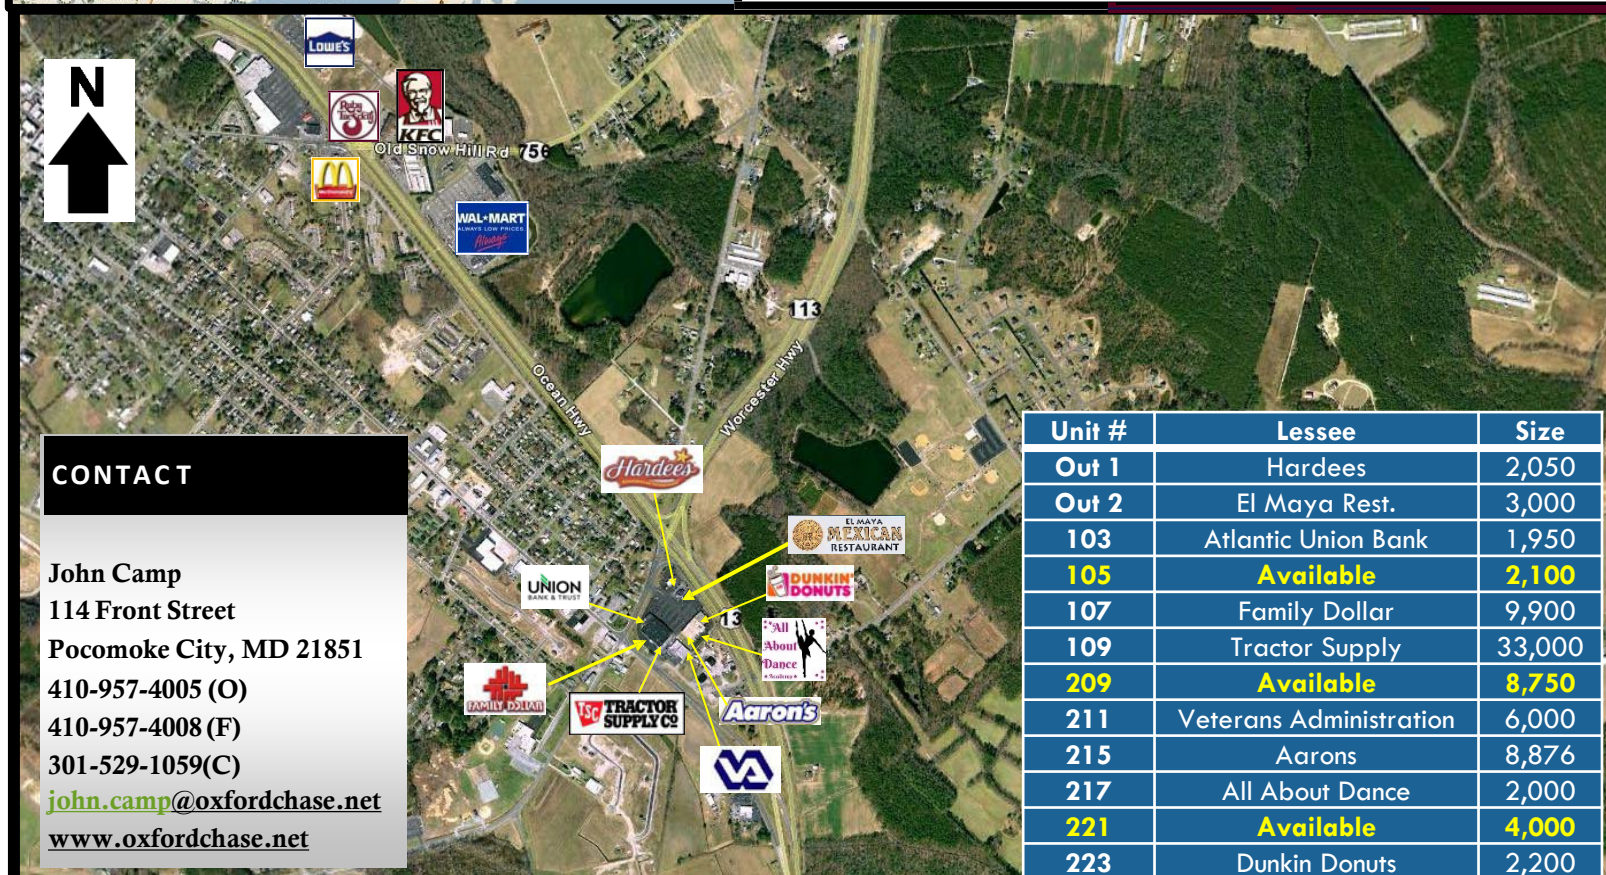 N
LOWE'S
Ruby
Tuesday
KFC
Old Snow Hill Rd 756
McDonald's
WAL★MART
ALWAYS LOW PRICES.
Always
113
Ocean Hwy
Worcester Hwy
Hardee's
EL MAYA
MEXICAN
RESTAURANT
UNION
BANK & TRUST
DUNKIN'
DONUTS
13
All
About
Dance
Academy
FAMILY DOLLAR
TSC TRACTOR
SUPPLY CO
Aaron's
VA
CONTACT
John Camp
114 Front Street
Pocomoke City, MD 21851
410-957-4005 (O)
410-957-4008 (F)
301-529-1059(C)
john.camp@oxfordchase.net
www.oxfordchase.net
Unit # Lessee Size
Out 1 Hardees 2,050
Out 2 El Maya Rest. 3,000
103 Atlantic Union Bank 1,950
105 Available 2,100
107 Family Dollar 9,900
109 Tractor Supply 33,000
209 Available 8,750
211 Veterans Administration 6,000
215 Aarons 8,876
217 All About Dance 2,000
221 Available 4,000
223 Dunkin Donuts 2,200